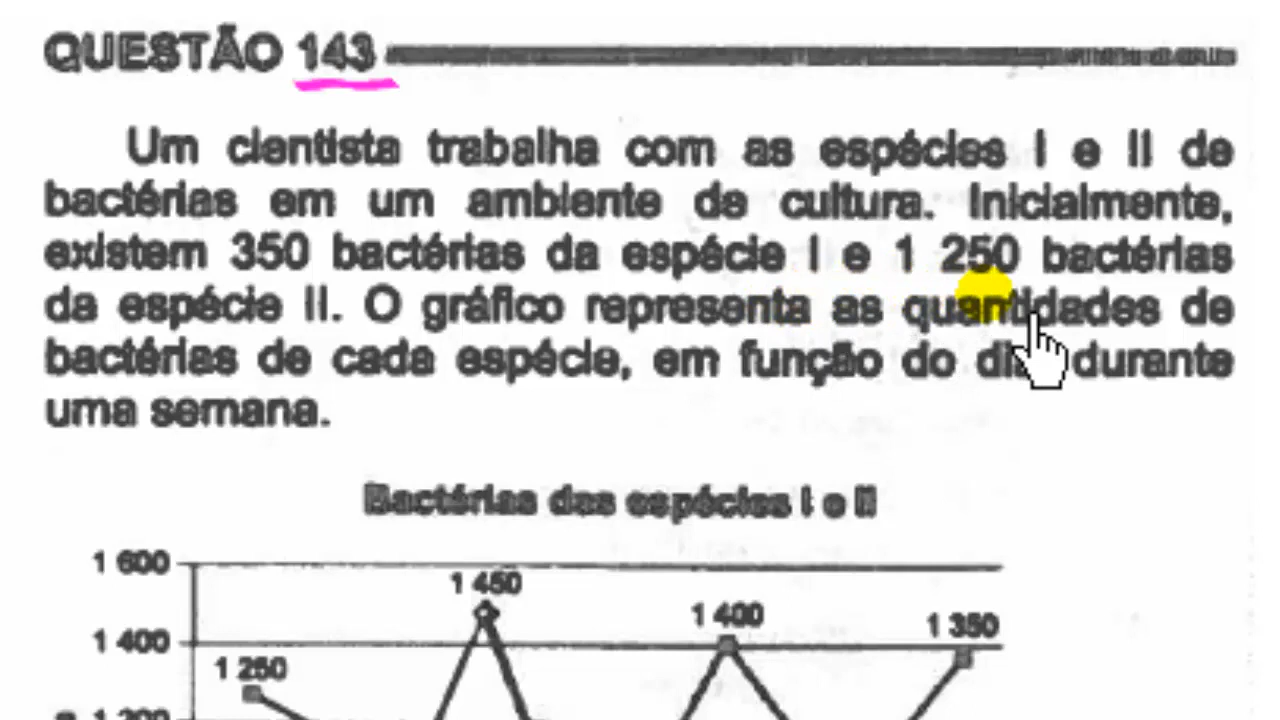 QUESTÃO 143
Um cientista trabalha com as espécies I e II de
bactérias em um ambiente de cultura. Inicialmente,
existem 350 bactérias da espécie I e 1 250 bactérias
da espécie II. O gráfico representa as quantidades de
bactérias de cada espécie, em função do dia, durante
uma semana.
Bactérias das espécies I e II
1 600
1 450
1 400
1 350
1 400
1 250
1 200